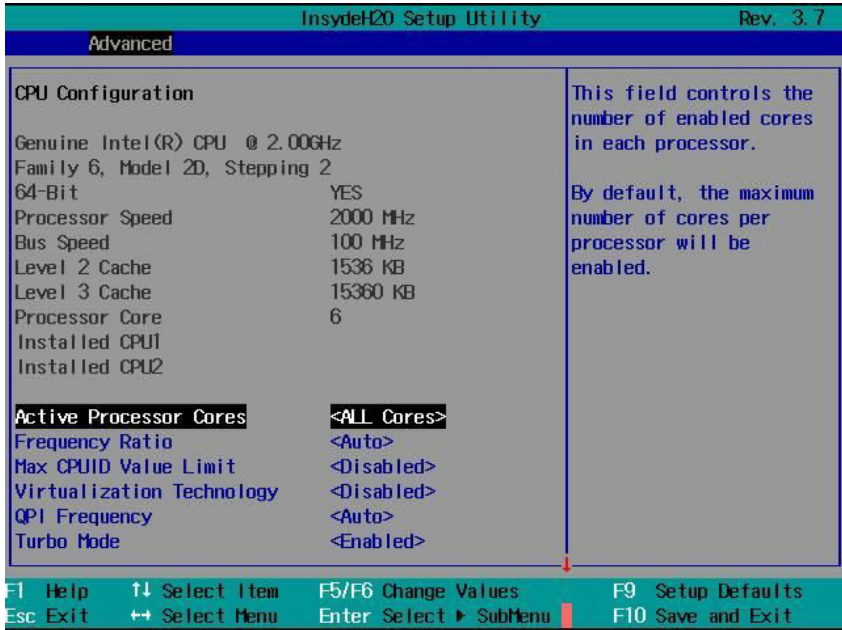 InsydeH2O Setup Utility Rev. 3.7
Advanced
CPU Configuration
Genuine Intel(R) CPU @ 2.00GHz
Family 6, Model 2D, Stepping 2
64-Bit YES
Processor Speed 2000 MHz
Bus Speed 100 MHz
Level 2 Cache 1536 KB
Level 3 Cache 15360 KB
Processor Core 6
Installed CPU1
Installed CPU2
Active Processor Cores <ALL Cores>
Frequency Ratio <Auto>
Max CPUID Value Limit <Disabled>
Virtualization Technology <Disabled>
QPI Frequency <Auto>
Turbo Mode <Enabled>
This field controls the
number of enabled cores
in each processor.
By default, the maximum
number of cores per
processor will be
enabled.
F1 Help ↑↓ Select Item F5/F6 Change Values F9 Setup Defaults
Esc Exit ↔ Select Menu Enter Select ▶ SubMenu F10 Save and Exit